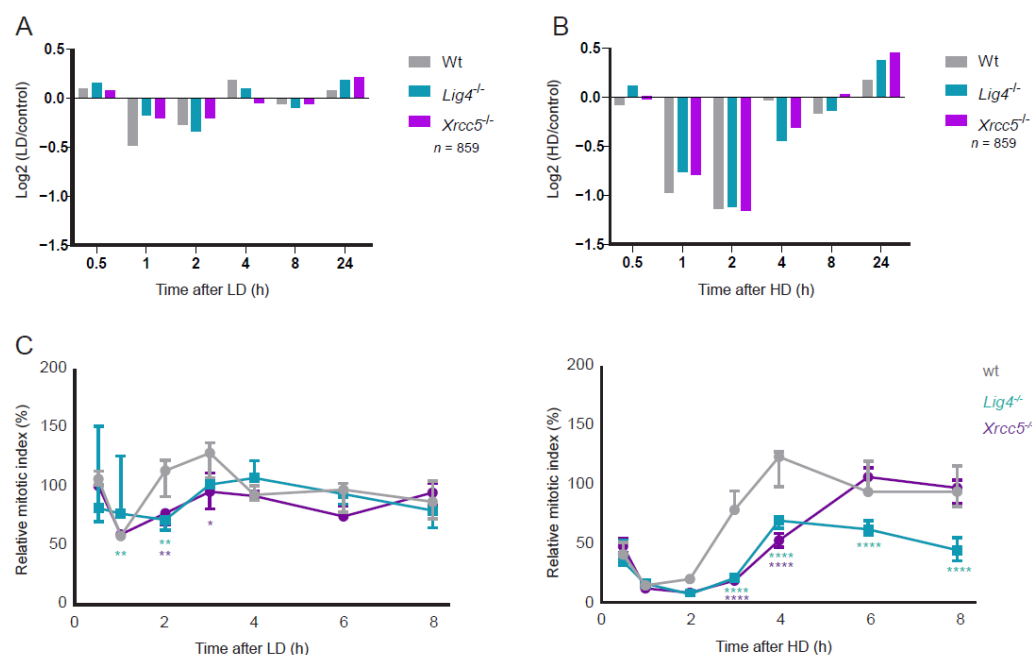 A
Log2 (LD/control)
0.5
0.0
−0.5
−1.0
−1.5
0.5 1 2 4 8 24
Time after LD (h)
Wt
Lig4-/-
Xrcc5-/-
n = 859
B
Log2 (HD/control)
0.5
0.0
−0.5
−1.0
−1.5
0.5 1 2 4 8 24
Time after HD (h)
Wt
Lig4-/-
Xrcc5-/-
n = 859
C
Relative mitotic index (%)
200
150
100
50
0
** ** ** *
0 2 4 6 8
Time after LD (h)
Relative mitotic index (%)
200
150
100
50
0
**** **** **** **** **** ****
0 2 4 6 8
Time after HD (h)
wt
Lig4-/-
Xrcc5-/-